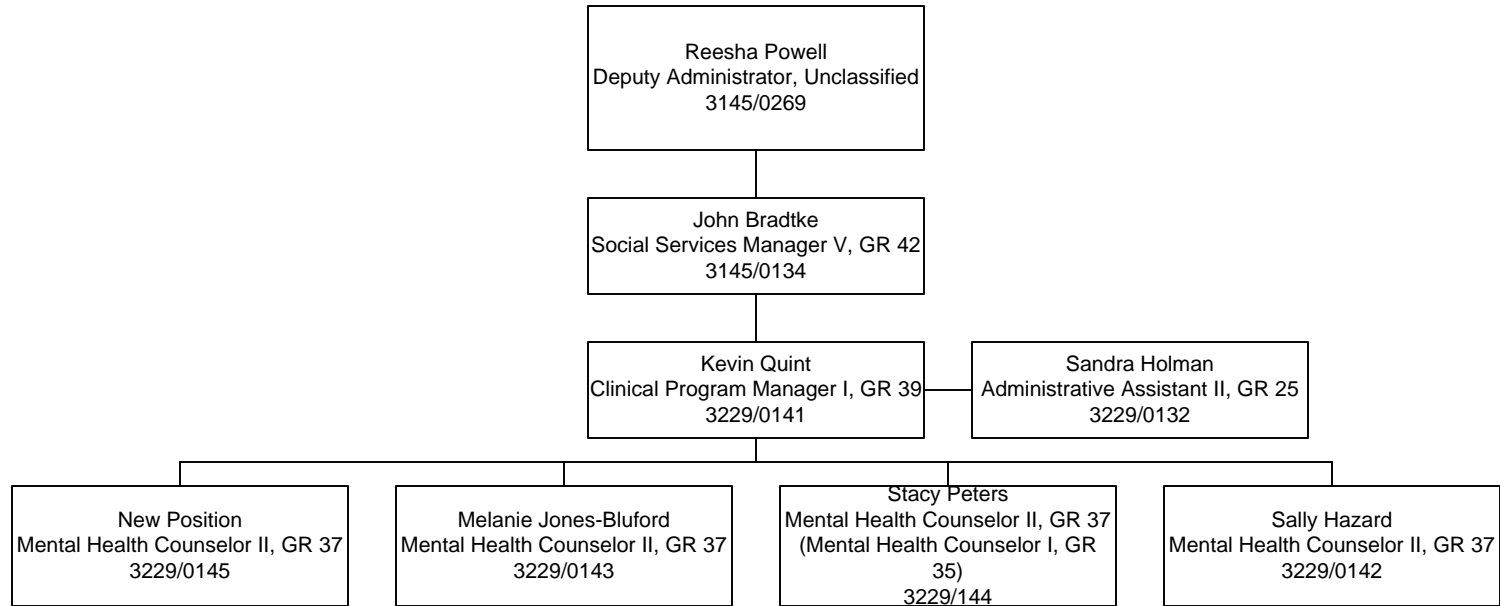 Reesha Powell
Deputy Administrator, Unclassified
3145/0269
John Bradtke
Social Services Manager V, GR 42
3145/0134
Kevin Quint
Clinical Program Manager I, GR 39
3229/0141
Sandra Holman
Administrative Assistant II, GR 25
3229/0132
New Position
Mental Health Counselor II, GR 37
3229/0145
Melanie Jones-Bluford
Mental Health Counselor II, GR 37
3229/0143
Stacy Peters
Mental Health Counselor II, GR 37
(Mental Health Counselor I, GR
35)
3229/144
Sally Hazard
Mental Health Counselor II, GR 37
3229/0142